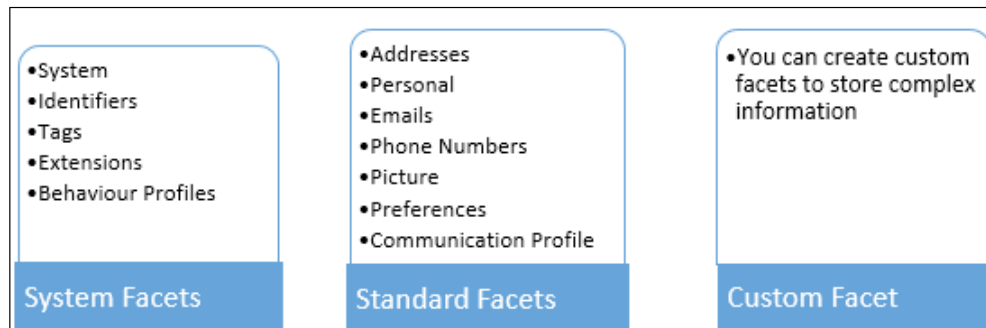 •System
•Identifiers
•Tags
•Extensions
•Behaviour Profiles
System Facets
•Addresses
•Personal
•Emails
•Phone Numbers
•Picture
•Preferences
•Communication Profile
Standard Facets
•You can create custom
facets to store complex
information
Custom Facet